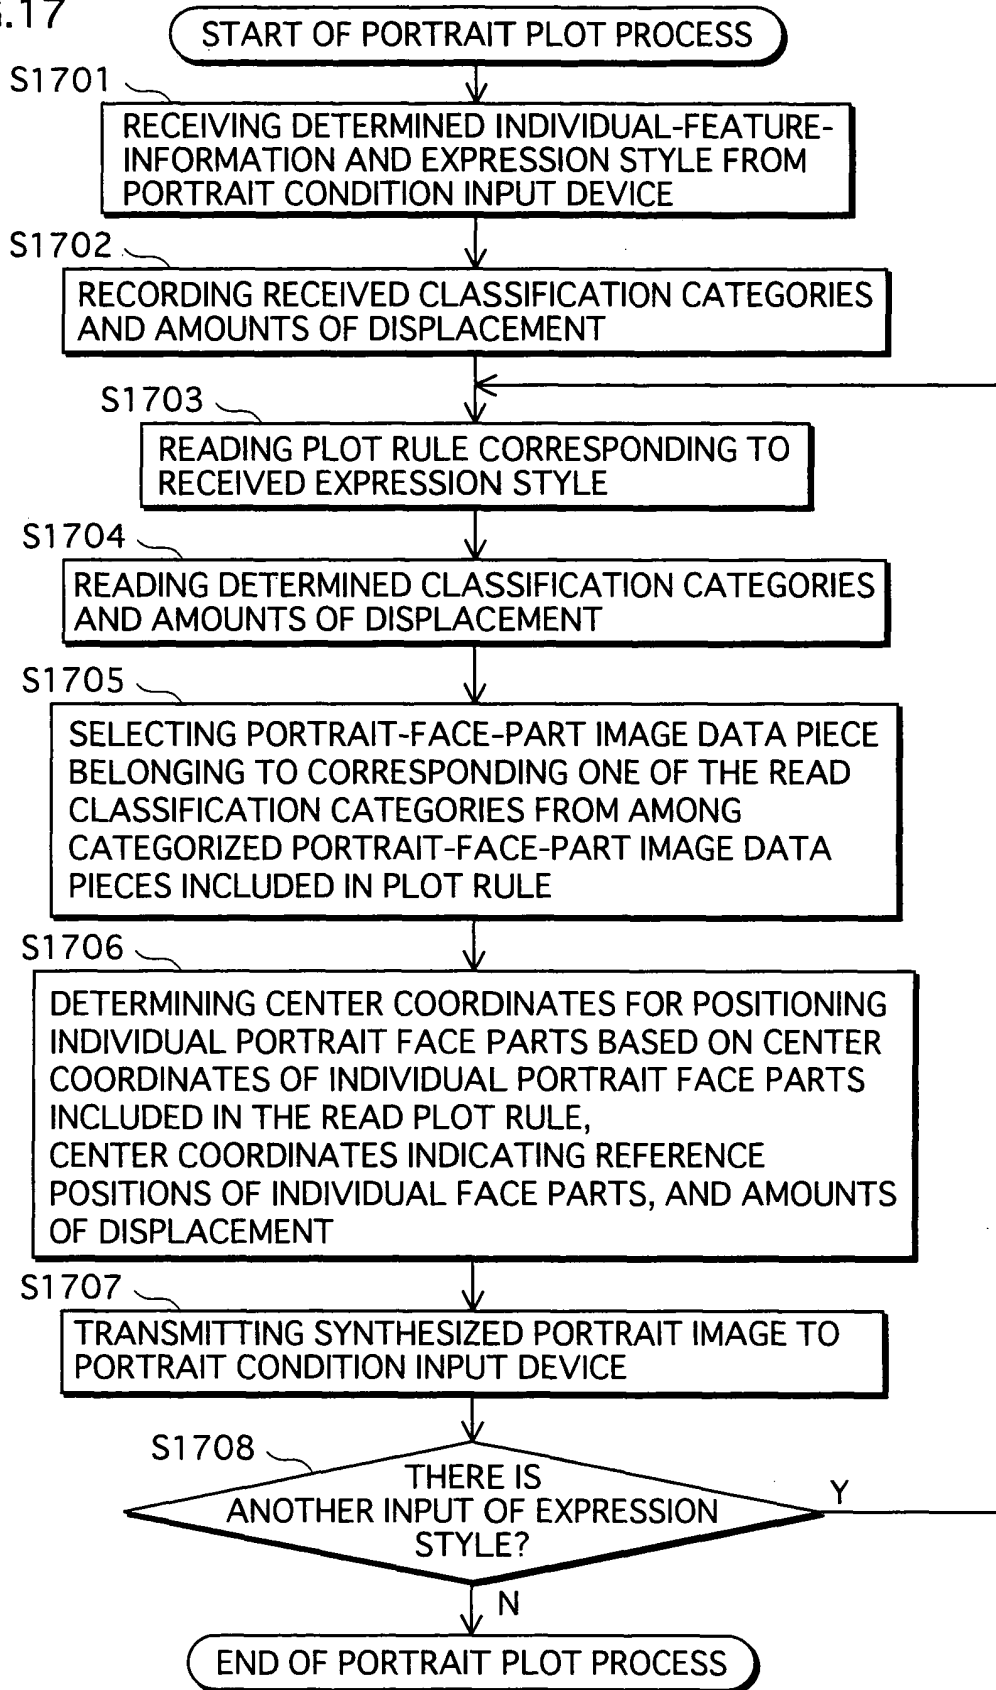 .17
START OF PORTRAIT PLOT PROCESS
S1701
RECEIVING DETERMINED INDIVIDUAL-FEATURE-
INFORMATION AND EXPRESSION STYLE FROM
PORTRAIT CONDITION INPUT DEVICE
S1702
RECORDING RECEIVED CLASSIFICATION CATEGORIES
AND AMOUNTS OF DISPLACEMENT
S1703
READING PLOT RULE CORRESPONDING TO
RECEIVED EXPRESSION STYLE
S1704
READING DETERMINED CLASSIFICATION CATEGORIES
AND AMOUNTS OF DISPLACEMENT
S1705
SELECTING PORTRAIT-FACE-PART IMAGE DATA PIECE
BELONGING TO CORRESPONDING ONE OF THE READ
CLASSIFICATION CATEGORIES FROM AMONG
CATEGORIZED PORTRAIT-FACE-PART IMAGE DATA
PIECES INCLUDED IN PLOT RULE
S1706
DETERMINING CENTER COORDINATES FOR POSITIONING
INDIVIDUAL PORTRAIT FACE PARTS BASED ON CENTER
COORDINATES OF INDIVIDUAL PORTRAIT FACE PARTS
INCLUDED IN THE READ PLOT RULE,
CENTER COORDINATES INDICATING REFERENCE
POSITIONS OF INDIVIDUAL FACE PARTS, AND AMOUNTS
OF DISPLACEMENT
S1707
TRANSMITTING SYNTHESIZED PORTRAIT IMAGE TO
PORTRAIT CONDITION INPUT DEVICE
S1708
THERE IS
ANOTHER INPUT OF EXPRESSION
STYLE?
Y
N
END OF PORTRAIT PLOT PROCESS